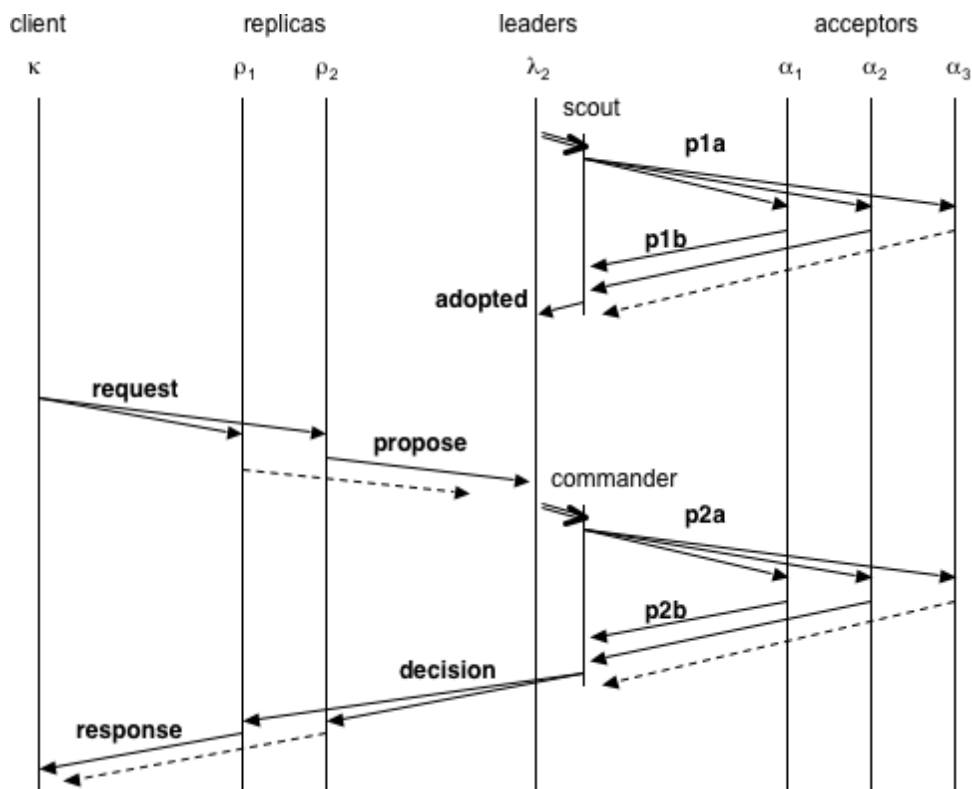 client replicas leaders acceptors
κ ρ₁ ρ₂ λ₂ α₁ α₂ α₃
scout
p1a
p1b
adopted
request
propose
commander
p2a
p2b
decision
response